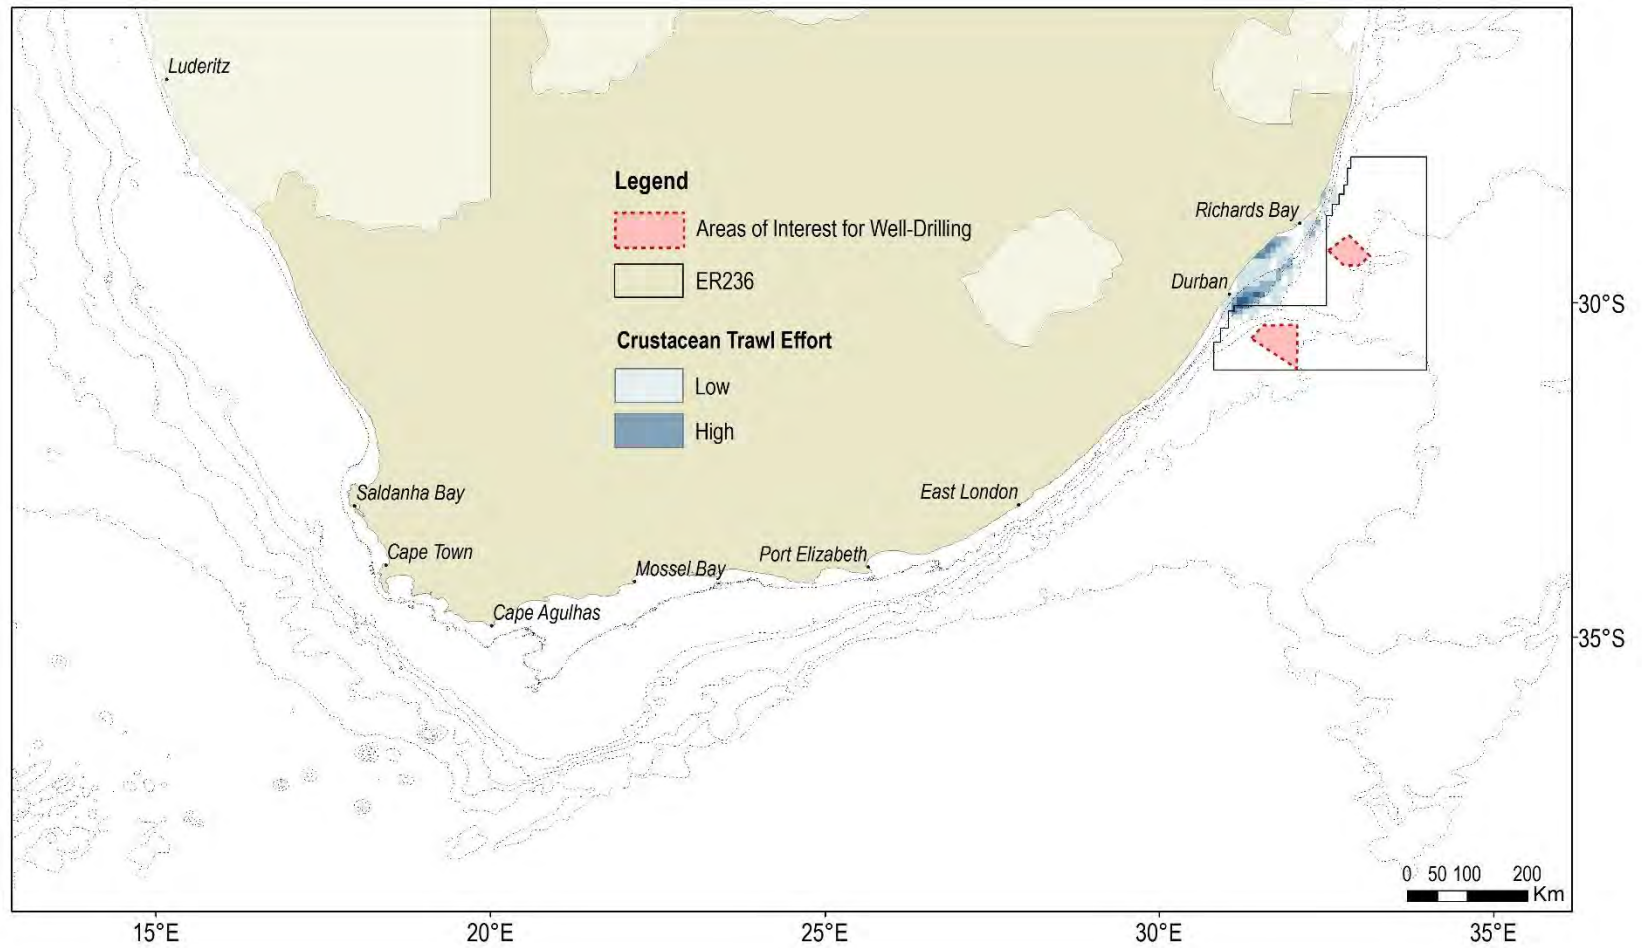 Luderitz
Legend
Areas of Interest for Well-Drilling
ER236
Crustacean Trawl Effort
Low
High
Richards Bay
Durban
30°S
Saldanha Bay
East London
Cape Town
Port Elizabeth
Mossel Bay
Cape Agulhas
35°S
0 50 100 200
Km
15°E 20°E 25°E 30°E 35°E